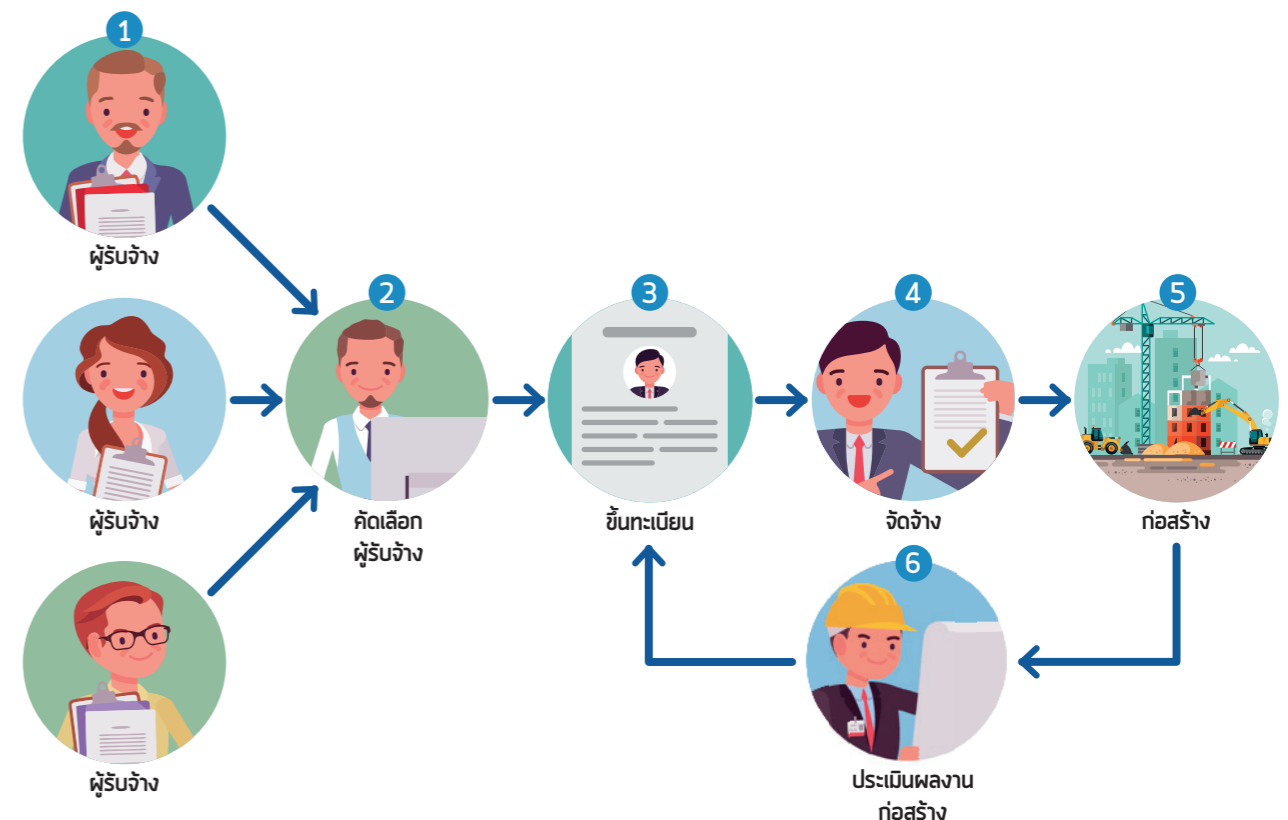 1
ผู้รับจ้าง
ผู้รับจ้าง
ผู้รับจ้าง
2
คัดเลือก
ผู้รับจ้าง
3
ขึ้นทะเบียน
4
จัดจ้าง
5
ก่อสร้าง
6
ประเมินผลงาน
ก่อสร้าง